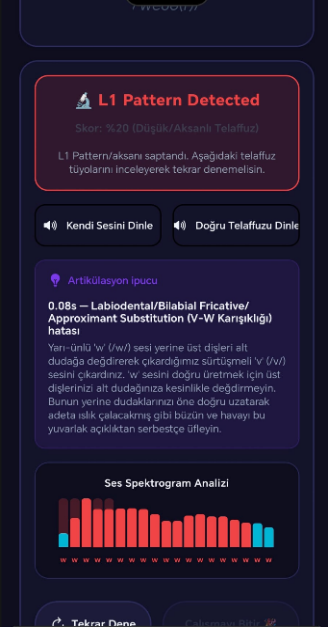 🔬 L1 Pattern Detected
Skor: %20 (Düşük/Aksanlı Telaffuz)
L1 Pattern/aksanı saptandı. Aşağıdaki telaffuz
tüyolarını inceleyerek tekrar denemelisin.
Kendi Sesini Dinle
Doğru Telaffuzu Dinle
Artikülasyon ipucu
0.08s — Labiodental/Bilabial Fricative/
Approximant Substitution (V-W Karışıklığı)
hatası
Yarı-ünlü 'w' (/w/) sesi yerine üst dişleri alt
dudağa değdirerek çıkardığımız sürtüşmeli 'v' (/v/)
sesini çıkardınız. 'w' sesini doğru üretmek için üst
dişlerinizi alt dudağınıza kesinlikle değdirmeyin.
Bunun yerine dudaklarınızı öne doğru uzatarak
adeta ıslık çalacakmış gibi büzün ve havayı bu
yuvarlak açıklıktan serbestçe üfleyin.
Ses Spektrogram Analizi
w w w w w w w w w w w w w w w w w w w
Tekrar Dene
Çalışmayı Bitir